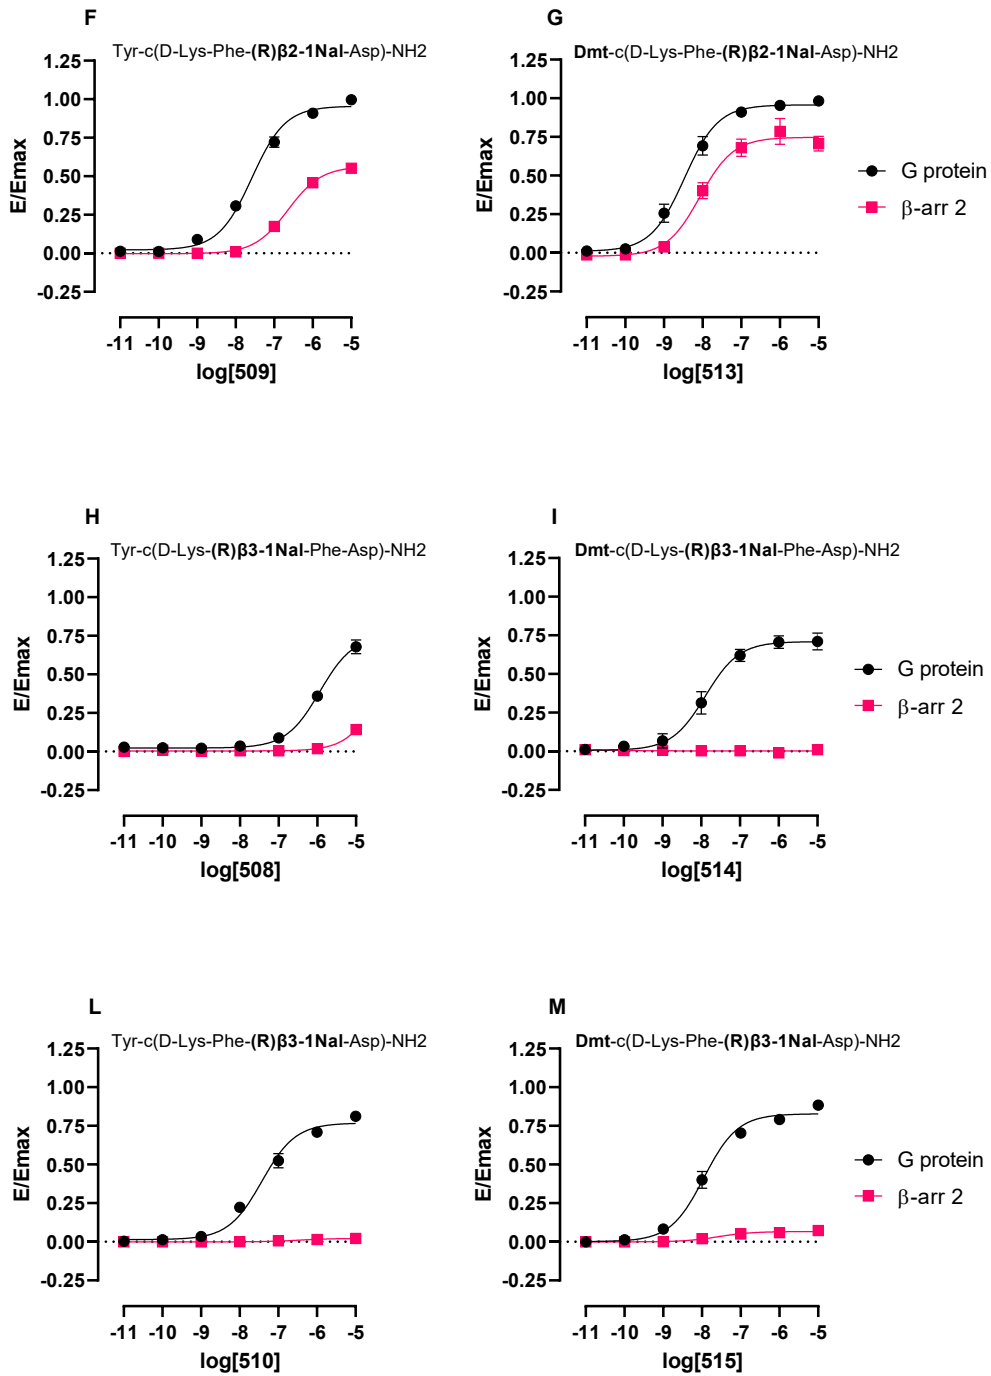 F
Tyr-c(D-Lys-Phe-(R)β2-1Nal-Asp)-NH2
1.25
1.00
0.75
0.50
0.25
0.00
-0.25
E/Emax
-11 -10 -9 -8 -7 -6 -5
log[509]
G
Dmt-c(D-Lys-Phe-(R)β2-1Nal-Asp)-NH2
1.25
1.00
0.75
0.50
0.25
0.00
-0.25
E/Emax
-11 -10 -9 -8 -7 -6 -5
log[513]
G protein
β-arr 2
H
Tyr-c(D-Lys-(R)β3-1Nal-Phe-Asp)-NH2
1.25
1.00
0.75
0.50
0.25
0.00
-0.25
E/Emax
-11 -10 -9 -8 -7 -6 -5
log[508]
I
Dmt-c(D-Lys-(R)β3-1Nal-Phe-Asp)-NH2
1.25
1.00
0.75
0.50
0.25
0.00
-0.25
E/Emax
-11 -10 -9 -8 -7 -6 -5
log[514]
G protein
β-arr 2
L
Tyr-c(D-Lys-Phe-(R)β3-1Nal-Asp)-NH2
1.25
1.00
0.75
0.50
0.25
0.00
-0.25
E/Emax
-11 -10 -9 -8 -7 -6 -5
log[510]
M
Dmt-c(D-Lys-Phe-(R)β3-1Nal-Asp)-NH2
1.25
1.00
0.75
0.50
0.25
0.00
-0.25
E/Emax
-11 -10 -9 -8 -7 -6 -5
log[515]
G protein
β-arr 2